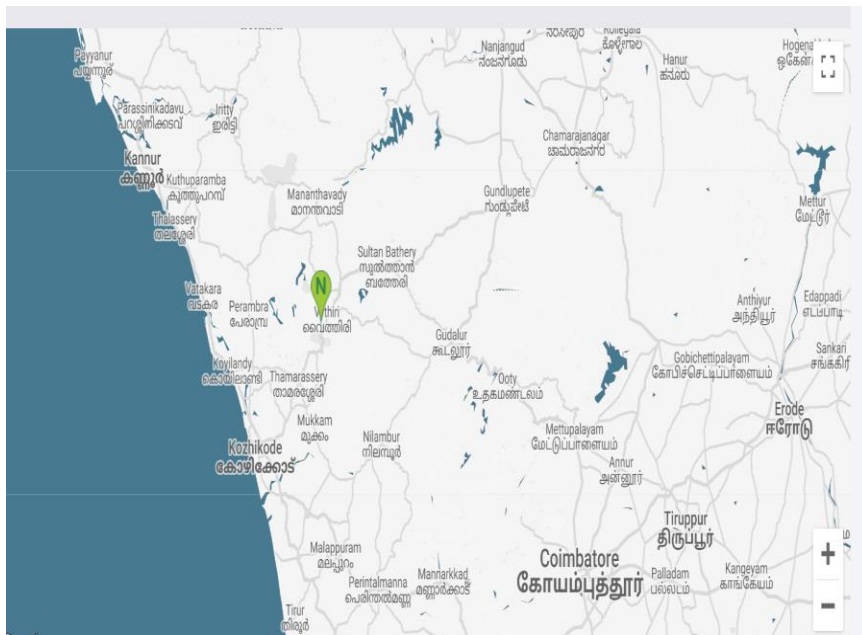 Payyanur
പയ്യന്നൂര്‍
Nanjangud
ನಂಜನಗೂಡು
ಕೊಳ್ಳೇಗಾಲ
Hanur
ಹನೂರು
Parassinikadavu
പറശ്ശിനിക്കടവ്
Iritty
ഇരിട്ടി
Chamarajanagar
ಚಾಮರಾಜನಗರ
Kannur
കണ്ണൂർ
Kuthuparamba
കൂത്തുപറമ്പ്
Mananthavady
മാനന്തവാടി
Gundlupete
ಗುಂಡ್ಲುಪೇಟೆ
Mettur
மேட்டூர்
Thalassery
തലശ്ശേരി
Sultan Bathery
സുൽത്താൻ
ബത്തേരി
N
Vatakara
വടകര
Perambra
പേരാമ്പ്ര
വൈത്തിരി
Anthiyur
அந்தியூர்
Edappadi
எடப்பாடி
Gudalur
கூடலூர்
Gobichettipalayam
கோபிச்செட்டிப்பாளையம்
Sankari
சங்ககிரி
Koyilandy
കൊയിലാണ്ടി
Thamarassery
താമരശ്ശേരി
Ooty
உதகமண்டலம்
Mukkam
മുക്കം
Nilambur
നിലമ്പൂർ
Mettupalayam
மேட்டுப்பாளையம்
Erode
ஈரோடு
Kozhikode
കോഴിക്കോട്
Annur
அன்னூர்
Tiruppur
திருப்பூர்
Malappuram
മലപ്പുറം
Coimbatore
கோயம்புத்தூர்
Palladam
பல்லடம்
Kangeyam
காங்கேயம்
Perintalmanna
പെരിന്തൽമണ്ണ
Mannarkkad
മണ്ണാർക്കാട്
Tirur
തിരൂർ
+
−